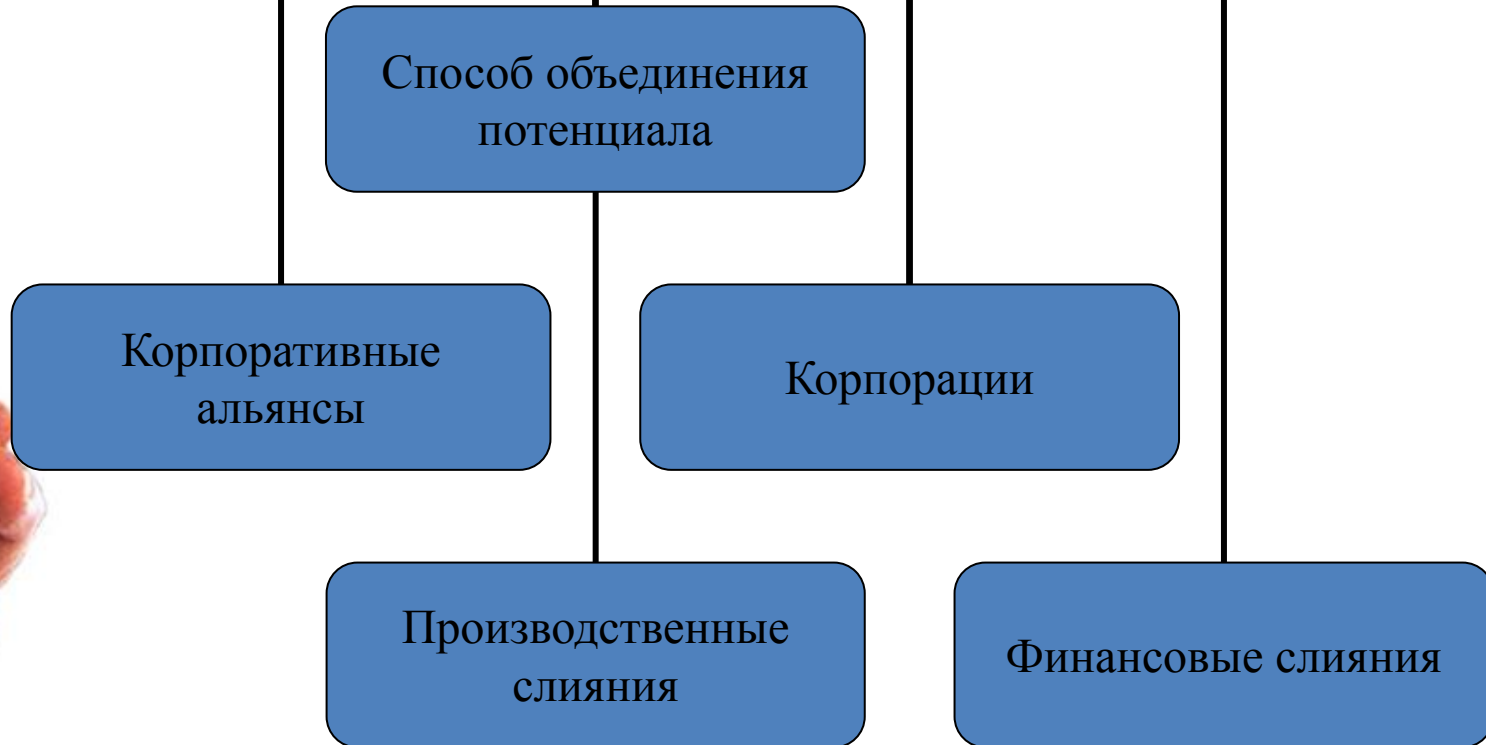 Способ объединения
потенциала
Корпоративные
альянсы
Корпорации
Производственные
слияния
Финансовые слияния